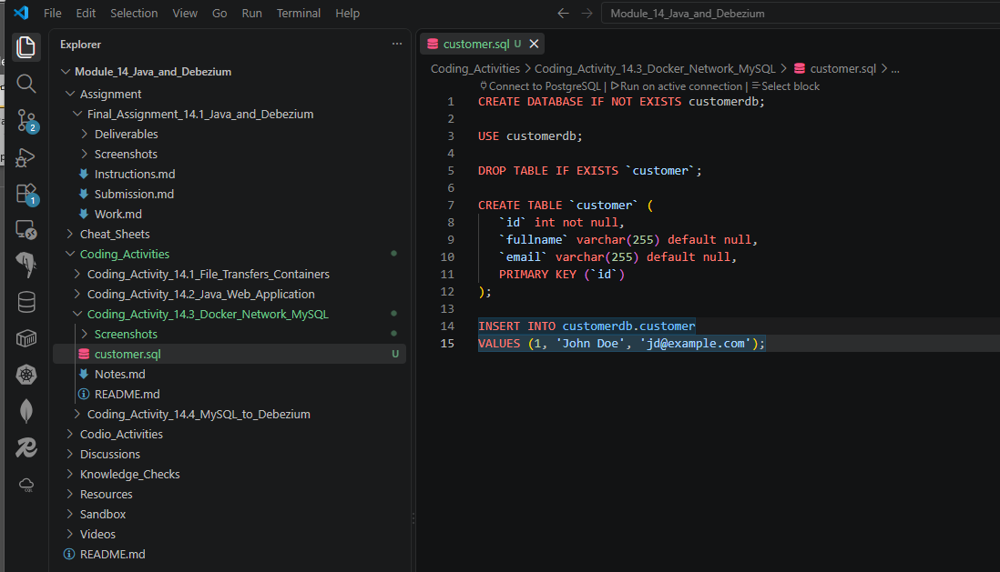 File Edit Selection View Go Run Terminal Help
Module_14_Java_and_Debezium
Explorer
Module_14_Java_and_Debezium
Assignment
Final_Assignment_14.1_Java_and_Debezium
Deliverables
Screenshots
Instructions.md
Submission.md
Work.md
Cheat_Sheets
Coding_Activities
Coding_Activity_14.1_File_Transfers_Containers
Coding_Activity_14.2_Java_Web_Application
Coding_Activity_14.3_Docker_Network_MySQL
Screenshots
customer.sql U
Notes.md
README.md
Coding_Activity_14.4_MySQL_to_Debezium
Codio_Activities
Discussions
Knowledge_Checks
Resources
Sandbox
Videos
README.md
2
1
customer.sql U
Coding_Activities > Coding_Activity_14.3_Docker_Network_MySQL > customer.sql > ...
Connect to PostgreSQL | Run on active connection | Select block
1 CREATE DATABASE IF NOT EXISTS customerdb;
2
3 USE customerdb;
4
5 DROP TABLE IF EXISTS `customer`;
6
7 CREATE TABLE `customer` (
8 `id` int not null,
9 `fullname` varchar(255) default null,
10 `email` varchar(255) default null,
11 PRIMARY KEY (`id`)
12 );
13
14 INSERT INTO customerdb.customer
15 VALUES (1, 'John Doe', 'jd@example.com');